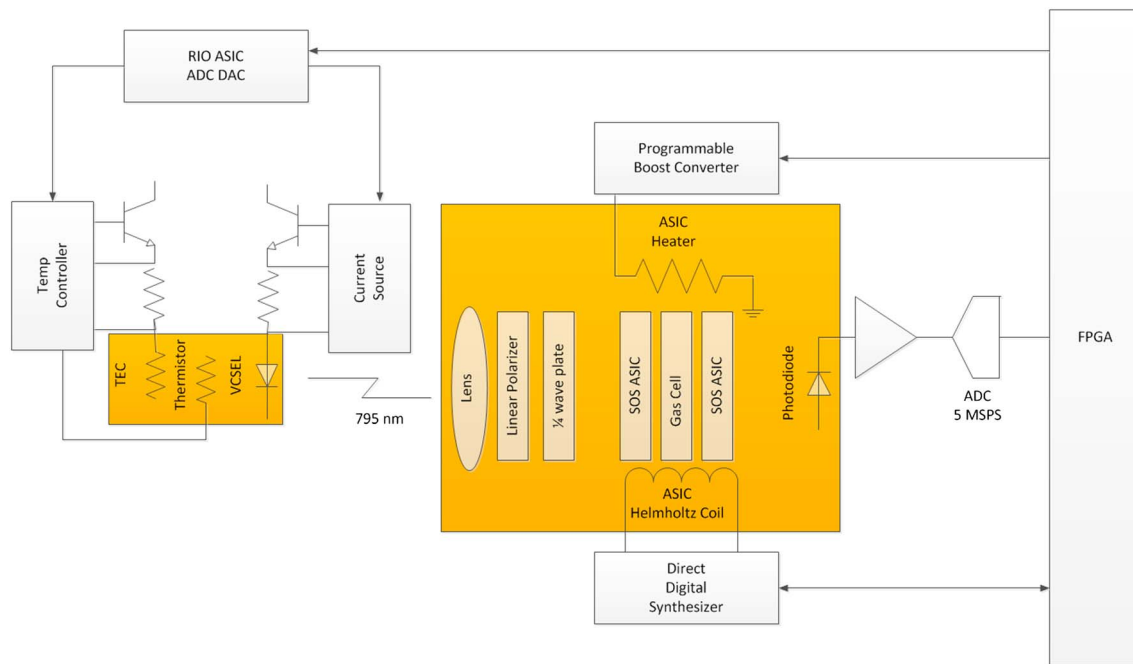 RIO ASIC
ADC DAC
Programmable
Boost Converter
Temp
Controller
Current
Source
TEC
Thermistor
VCSEL
795 nm
ASIC
Heater
Lens
Linear Polarizer
¼ wave plate
SOS ASIC
Gas Cell
SOS ASIC
Photodiode
ASIC
Helmholtz Coil
ADC
5 MSPS
FPGA
Direct
Digital
Synthesizer